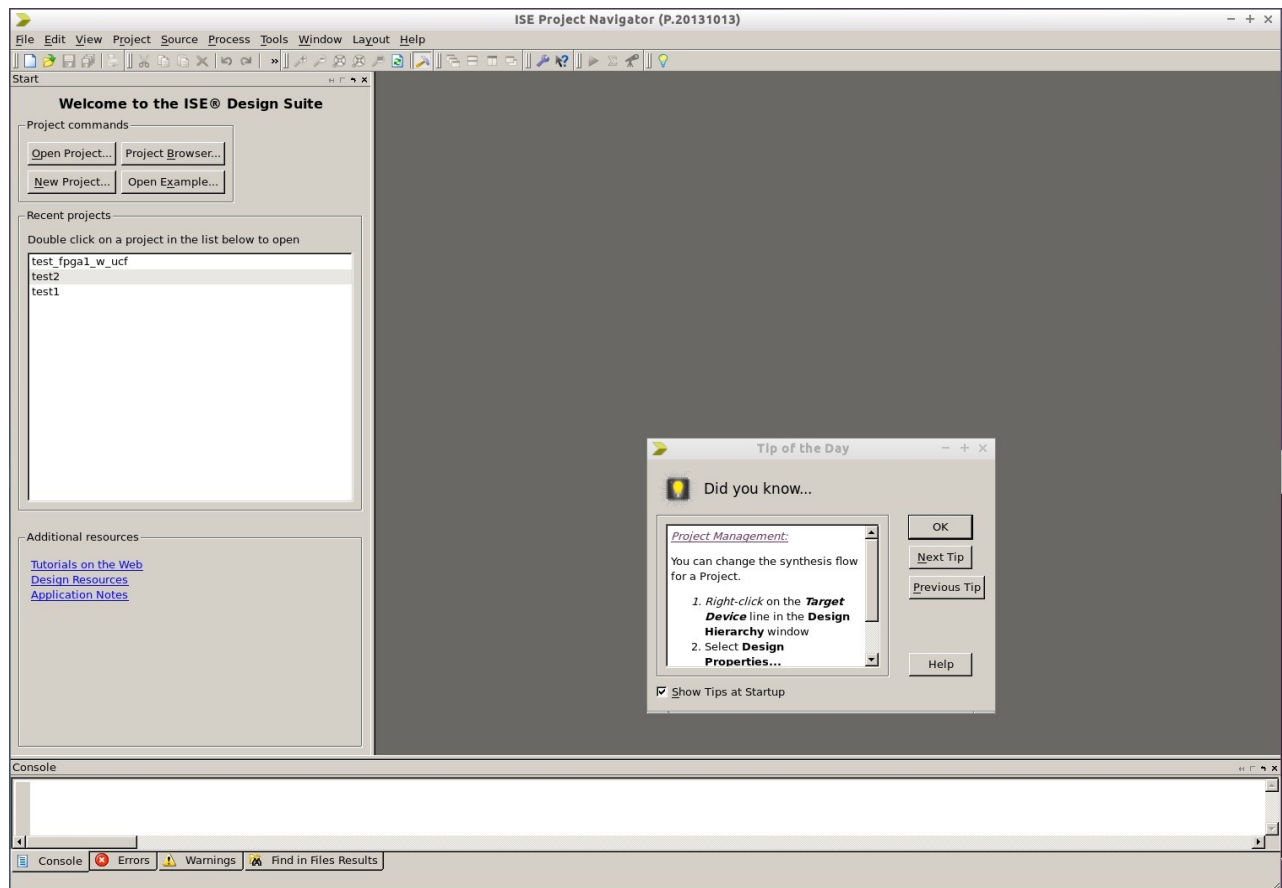 ISE Project Navigator (P.20131013)
File Edit View Project Source Process Tools Window Layout Help
Start
Welcome to the ISE® Design Suite
Project commands
Open Project... Project Browser...
New Project... Open Example...
Recent projects
Double click on a project in the list below to open
test_fpga1_w_ucf
test2
test1
Additional resources
Tutorials on the Web
Design Resources
Application Notes
Tip of the Day
Did you know...
Project Management:
You can change the synthesis flow
for a Project.
1. Right-click on the Target
Device line in the Design
Hierarchy window
2. Select Design
Properties...
OK
Next Tip
Previous Tip
Help
Show Tips at Startup
Console
Console Errors Warnings Find in Files Results